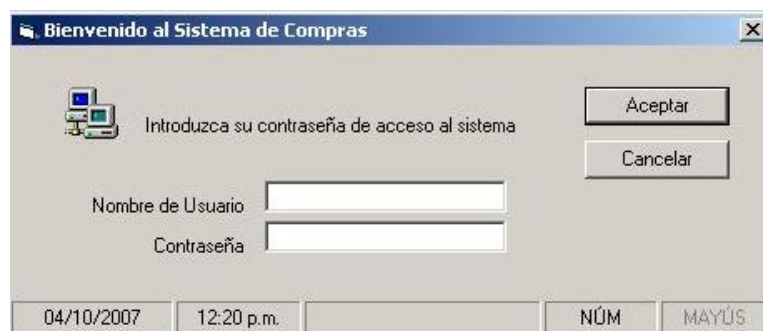 Bienvenido al Sistema de Compras
Aceptar
Introduzca su contraseña de acceso al sistema
Cancelar
Nombre de Usuario
Contraseña
04/10/2007 12:20 p.m. NÚM MAYÚS